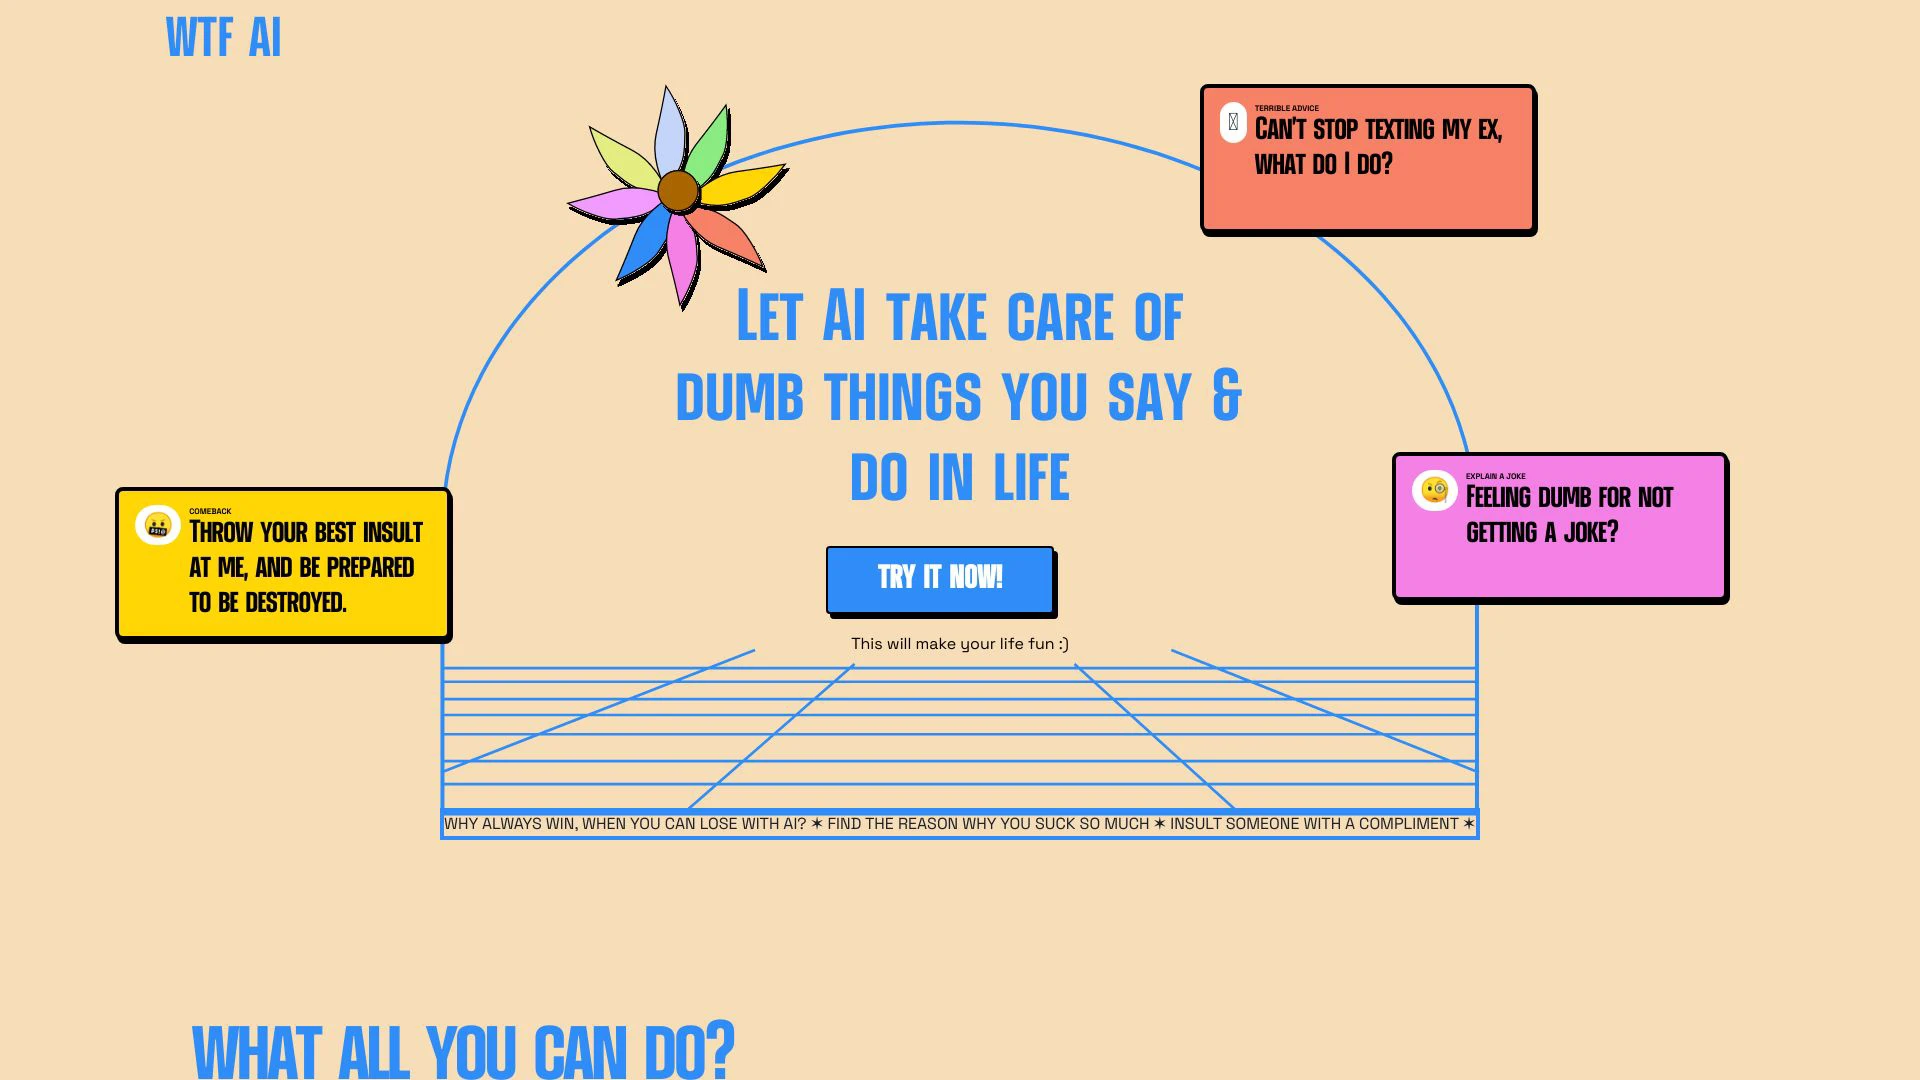 WTF AI
TERRIBLE ADVICE
CAN'T STOP TEXTING MY EX,
WHAT DO I DO?
LET AI TAKE CARE OF
DUMB THINGS YOU SAY &
DO IN LIFE
EXPLAIN A JOKE
FEELING DUMB FOR NOT
GETTING A JOKE?
COMEBACK
THROW YOUR BEST INSULT
AT ME, AND BE PREPARED
TO BE DESTROYED.
TRY IT NOW!
This will make your life fun :)
WHY ALWAYS WIN, WHEN YOU CAN LOSE WITH AI? ✶ FIND THE REASON WHY YOU SUCK SO MUCH ✶ INSULT SOMEONE WITH A COMPLIMENT ✶
WHAT ALL YOU CAN DO?